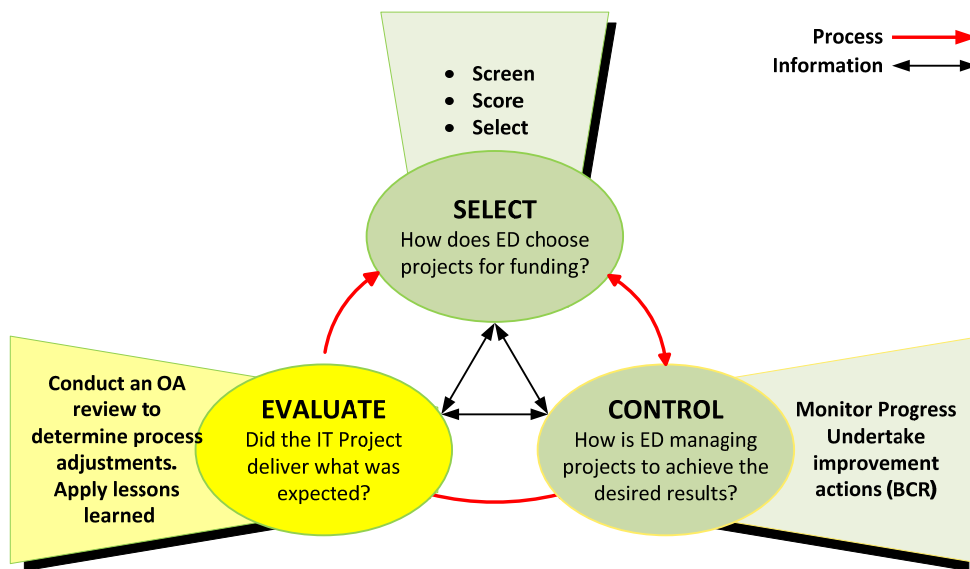 Process
Information
• Screen
• Score
• Select
SELECT
How does ED choose
projects for funding?
Conduct an OA
review to
determine process
adjustments.
Apply lessons
learned
EVALUATE
Did the IT Project
deliver what was
expected?
CONTROL
How is ED managing
projects to achieve the
desired results?
Monitor Progress
Undertake
improvement
actions (BCR)